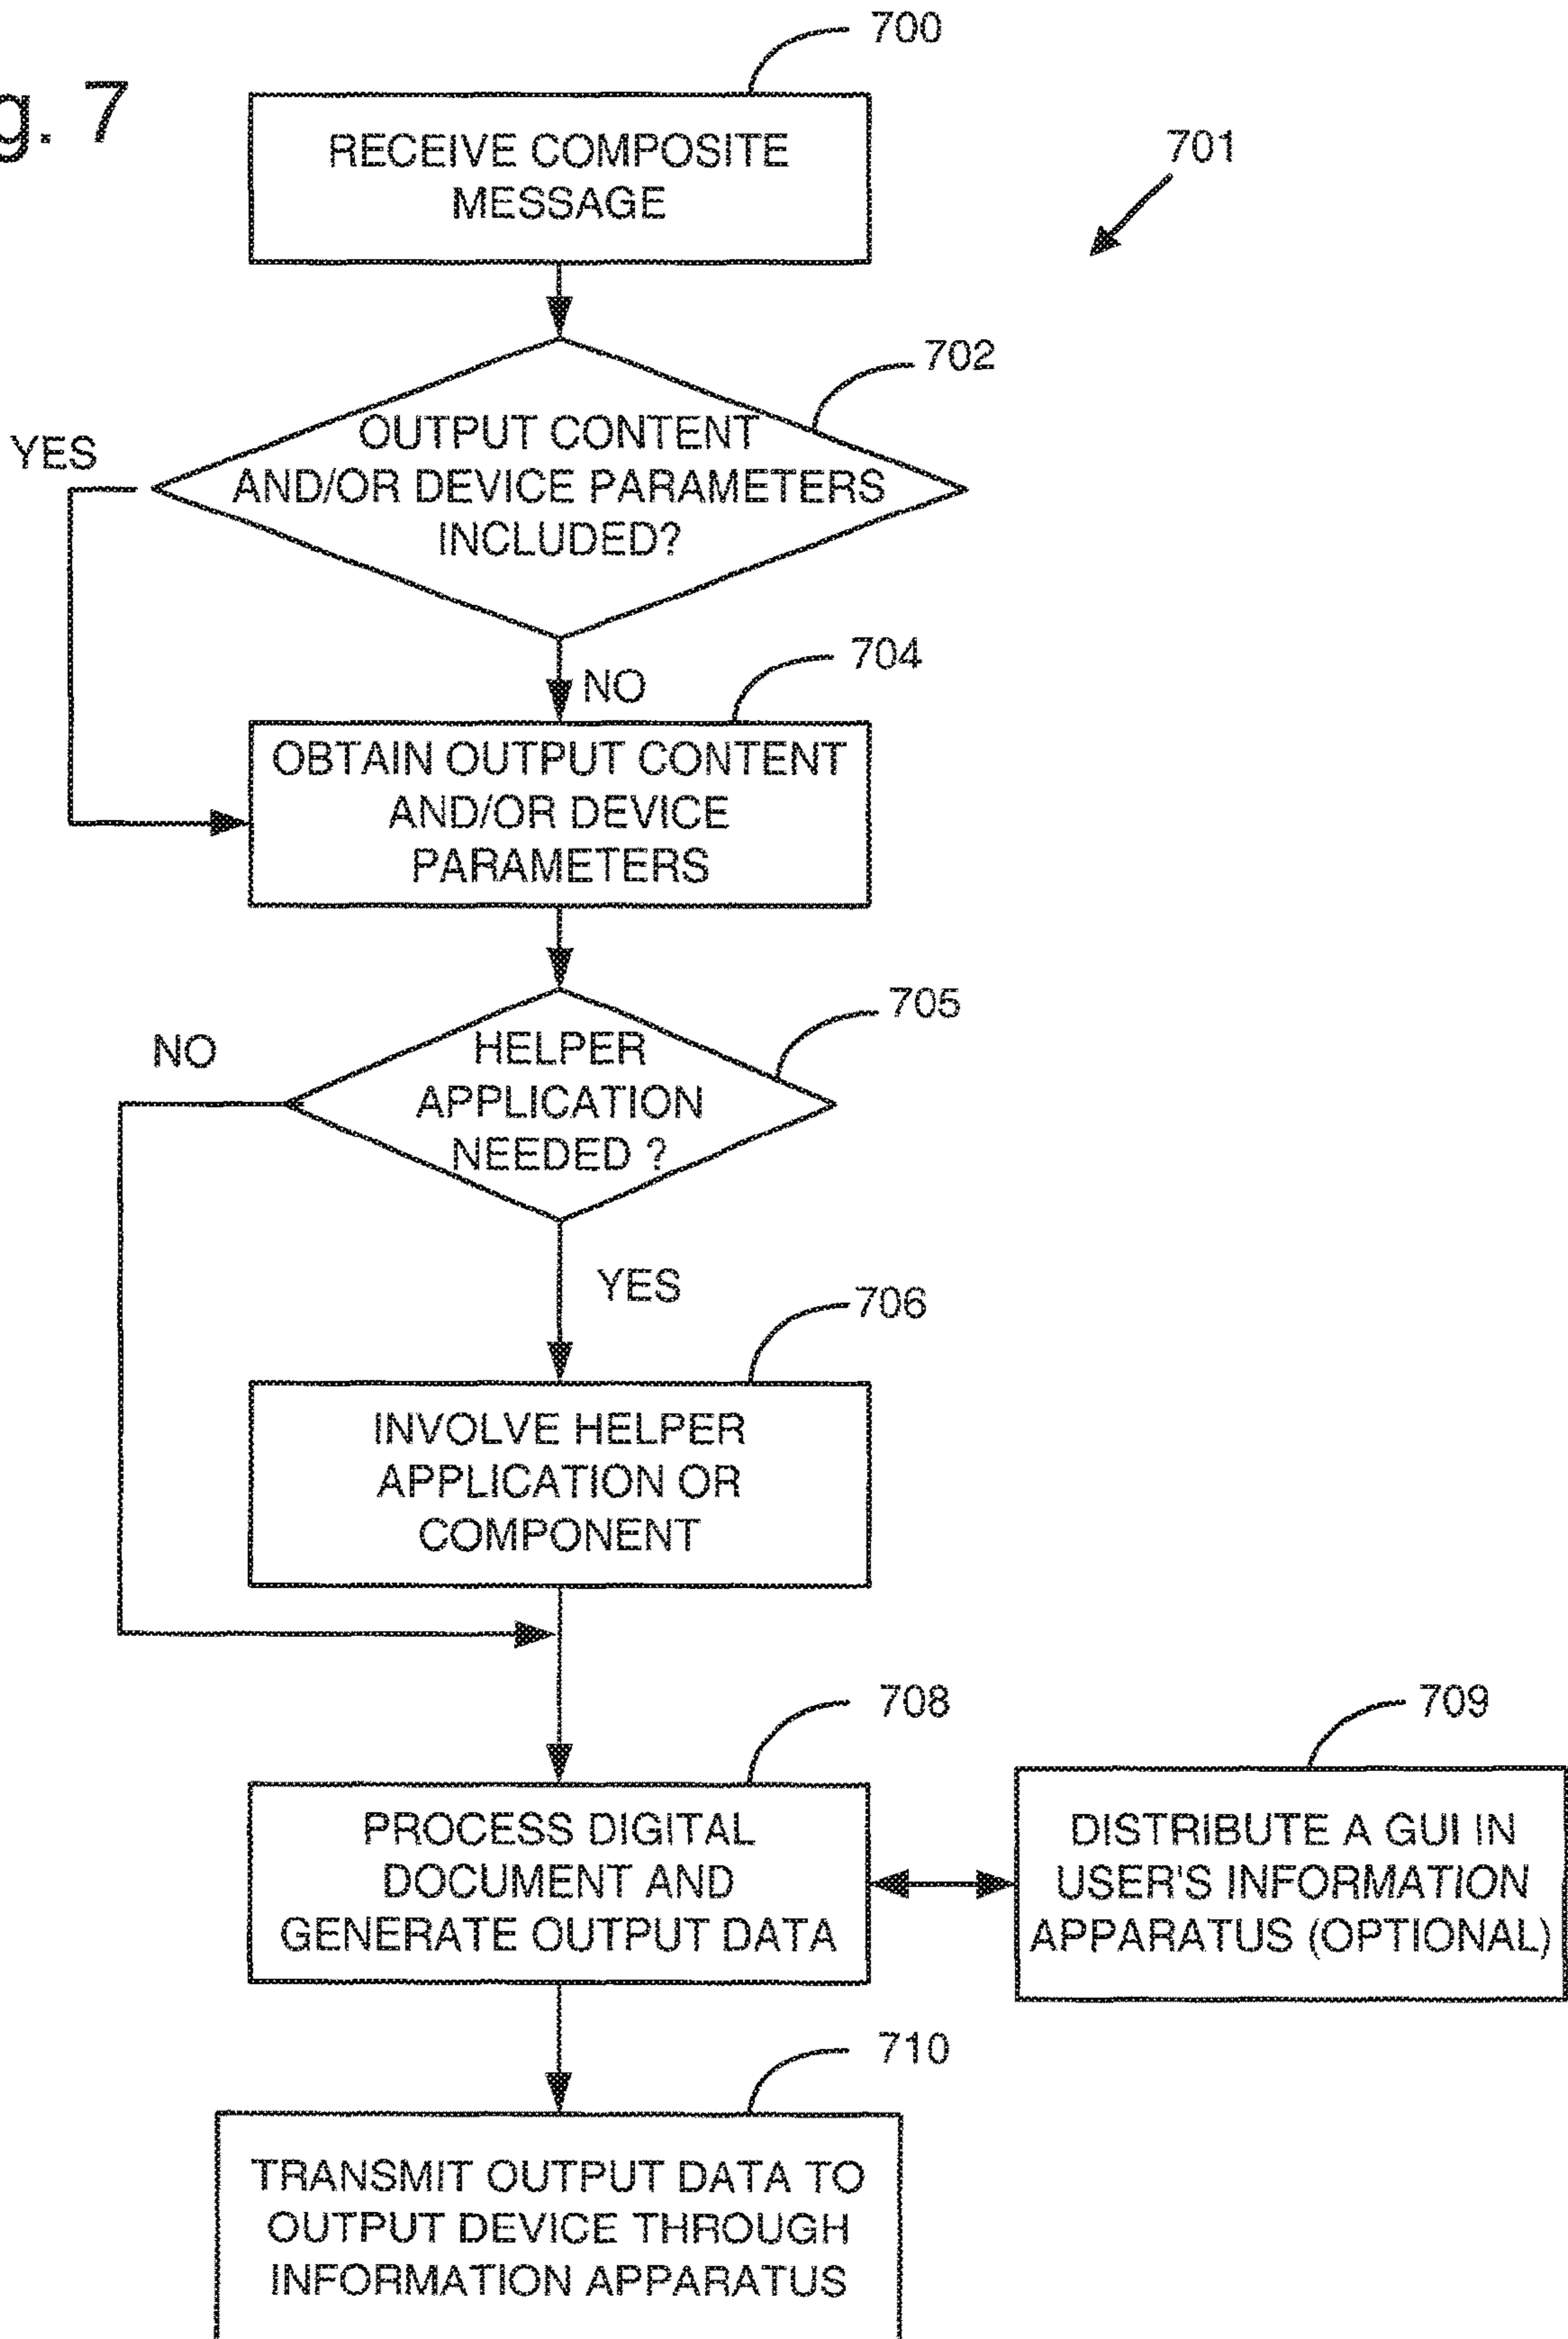 g. 7
700
RECEIVE COMPOSITE
MESSAGE
701
702
OUTPUT CONTENT
AND/OR DEVICE PARAMETERS
INCLUDED?
YES
NO
704
OBTAIN OUTPUT CONTENT
AND/OR DEVICE
PARAMETERS
705
HELPER
APPLICATION
NEEDED ?
NO
YES
706
INVOLVE HELPER
APPLICATION OR
COMPONENT
708
PROCESS DIGITAL
DOCUMENT AND
GENERATE OUTPUT DATA
709
DISTRIBUTE A GUI IN
USER'S INFORMATION
APPARATUS (OPTIONAL)
710
TRANSMIT OUTPUT DATA TO
OUTPUT DEVICE THROUGH
INFORMATION APPARATUS